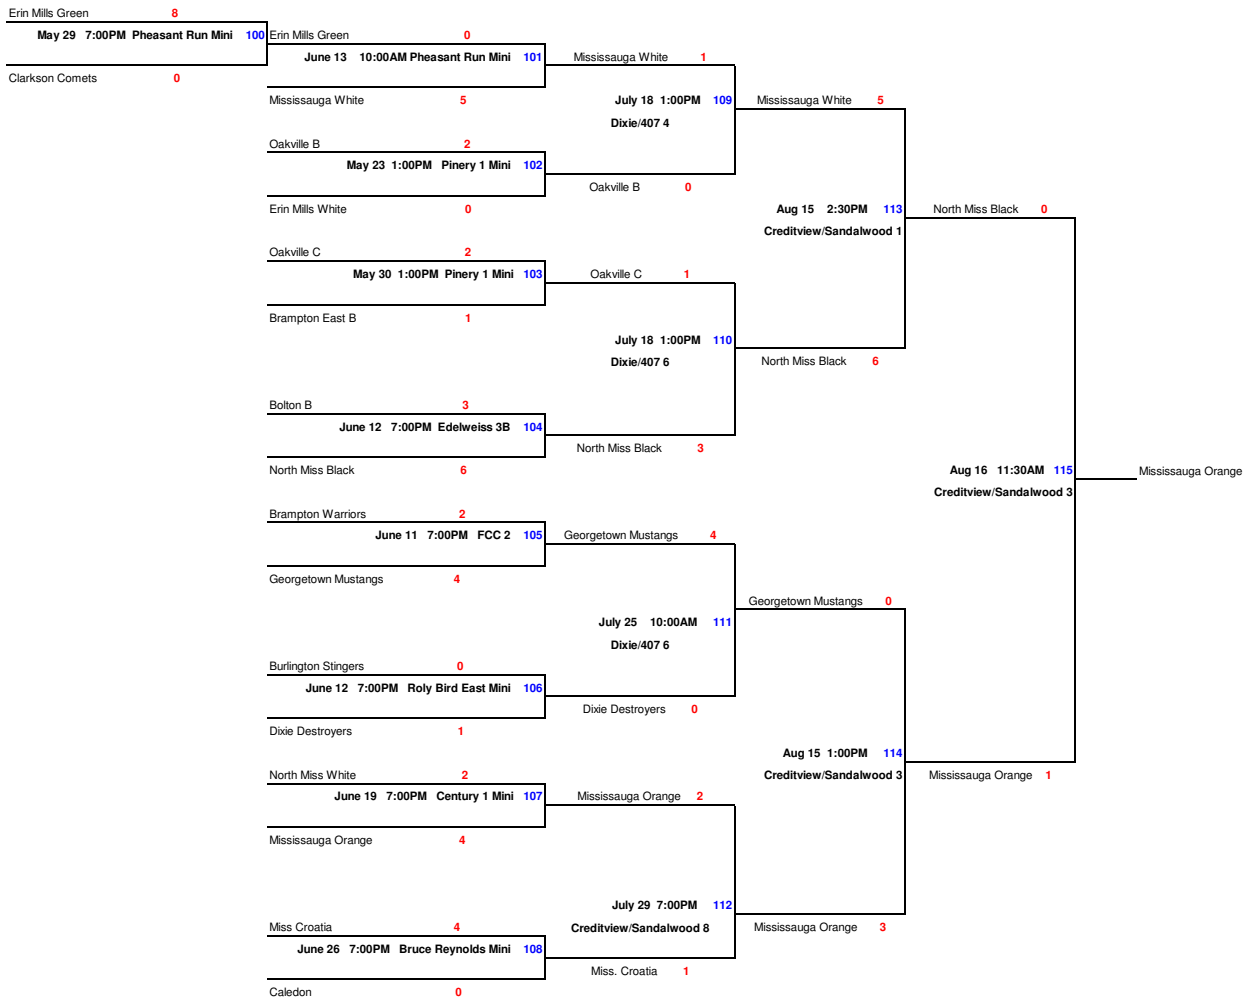 Erin Mills Green 8
May 29 7:00PM Pheasant Run Mini 100 Erin Mills Green 0
June 13 10:00AM Pheasant Run Mini 101 Mississauga White 1
Clarkson Comets 0
Mississauga White 5 July 18 1:00PM 109 Mississauga White 5
Dixie/407 4
Oakville B 2
May 23 1:00PM Pinery 1 Mini 102
Oakville B 0
Erin Mills White 0 Aug 15 2:30PM 113 North Miss Black 0
Creditview/Sandalwood 1
Oakville C 2
May 30 1:00PM Pinery 1 Mini 103 Oakville C 1
Brampton East B 1
July 18 1:00PM 110
Dixie/407 6 North Miss Black 6
Bolton B 3
June 12 7:00PM Edelweiss 3B 104
North Miss Black 3
North Miss Black 6 Aug 16 11:30AM 115 Mississauga Orange
Creditview/Sandalwood 3
Brampton Warriors 2
June 11 7:00PM FCC 2 105 Georgetown Mustangs 4
Georgetown Mustangs 4
Georgetown Mustangs 0
July 25 10:00AM 111
Dixie/407 6
Burlington Stingers 0
June 12 7:00PM Roly Bird East Mini 106
Dixie Destroyers 0
Dixie Destroyers 1
Aug 15 1:00PM 114
North Miss White 2 Creditview/Sandalwood 3 Mississauga Orange 1
June 19 7:00PM Century 1 Mini 107 Mississauga Orange 2
Mississauga Orange 4
July 29 7:00PM 112
Miss Croatia 4 Creditview/Sandalwood 8 Mississauga Orange 3
June 26 7:00PM Bruce Reynolds Mini 108
Miss. Croatia 1
Caledon 0